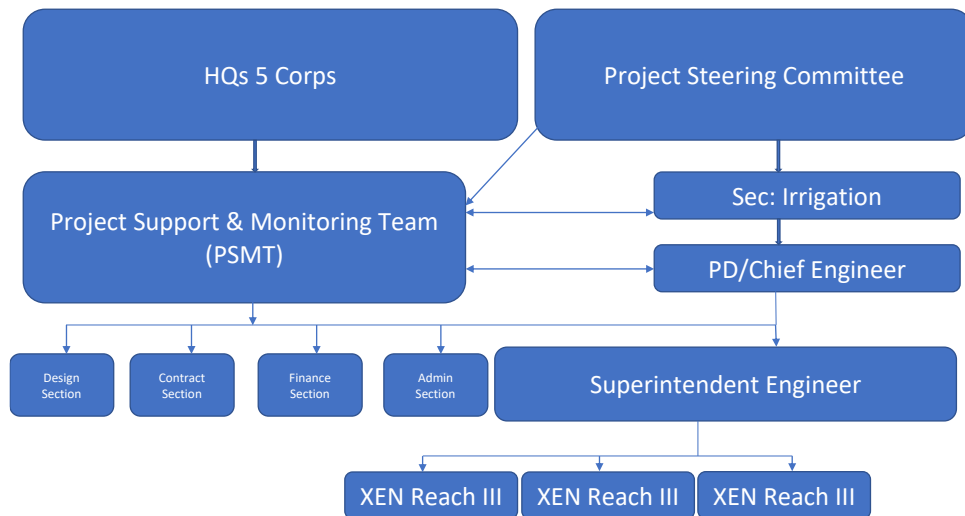 HQs 5 Corps
Project Steering Committee
Project Support & Monitoring Team
(PSMT)
Sec: Irrigation
PD/Chief Engineer
Design
Section
Contract
Section
Finance
Section
Admin
Section
Superintendent Engineer
XEN Reach III
XEN Reach III
XEN Reach III